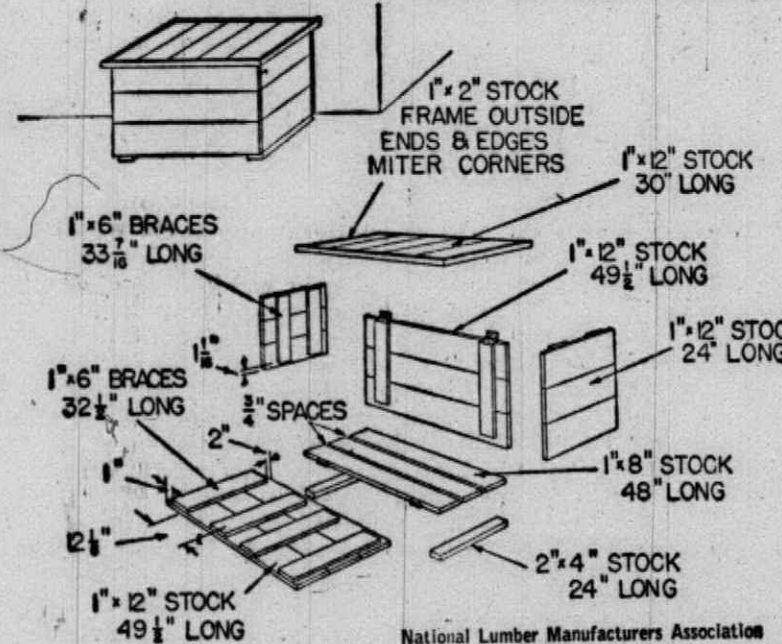 1"x 2" STOCK
FRAME OUTSIDE
ENDS & EDGES
MITER CORNERS
1"x 12" STOCK
30" LONG
1"x 6" BRACES
33 7/16" LONG
1"x 12" STOCK
49 1/2" LONG
1 1/16"
1"x 12" STOC
24" LONG
1"x 6" BRACES
32 1/2" LONG
3/4" SPACES
2"
1"
1"x 8" STOCK
48" LONG
12 1/8"
2"x 4" STOCK
24" LONG
1"x 12" STOCK
49 1/2" LONG
National Lumber Manufacturers Association